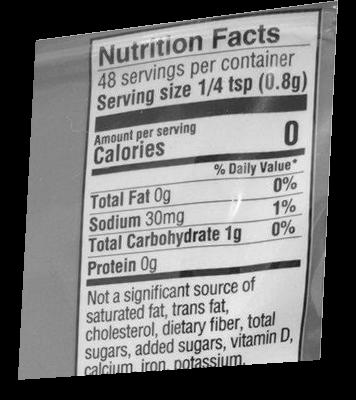 Nutrition Facts
48 servings per container
Serving size 1/4 tsp (0.8g)
Amount per serving
Calories 0
% Daily Value*
Total Fat 0g 0%
Sodium 30mg 1%
Total Carbohydrate 1g 0%
Protein 0g
Not a significant source of
saturated fat, trans fat,
cholesterol, dietary fiber, total
sugars, added sugars, vitamin D,
calcium, iron, potassium.